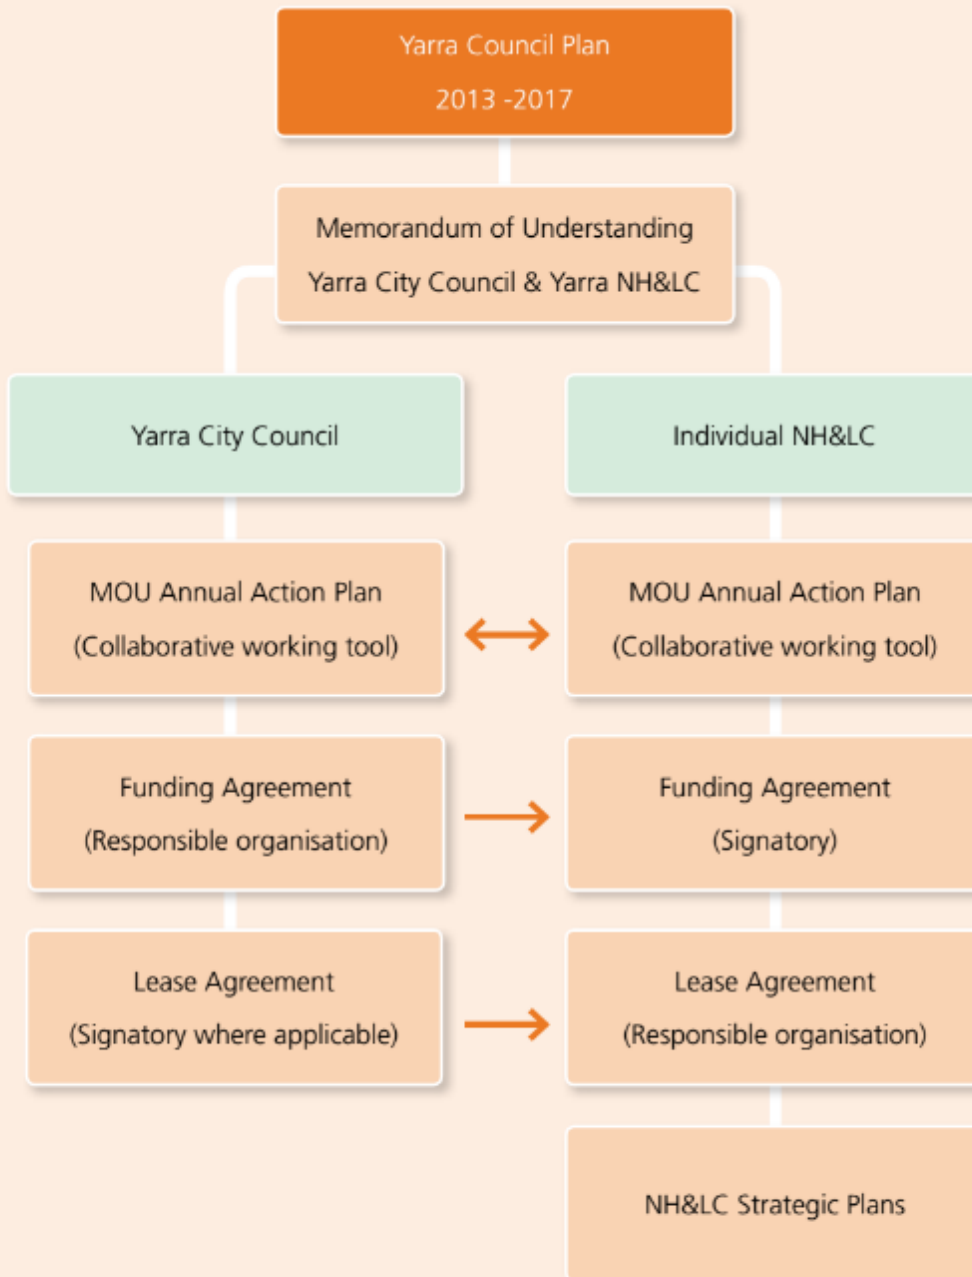 Yarra Council Plan
2013 -2017
Memorandum of Understanding
Yarra City Council & Yarra NH&LC
Yarra City Council
Individual NH&LC
MOU Annual Action Plan
(Collaborative working tool)
MOU Annual Action Plan
(Collaborative working tool)
Funding Agreement
(Responsible organisation)
Funding Agreement
(Signatory)
Lease Agreement
(Signatory where applicable)
Lease Agreement
(Responsible organisation)
NH&LC Strategic Plans